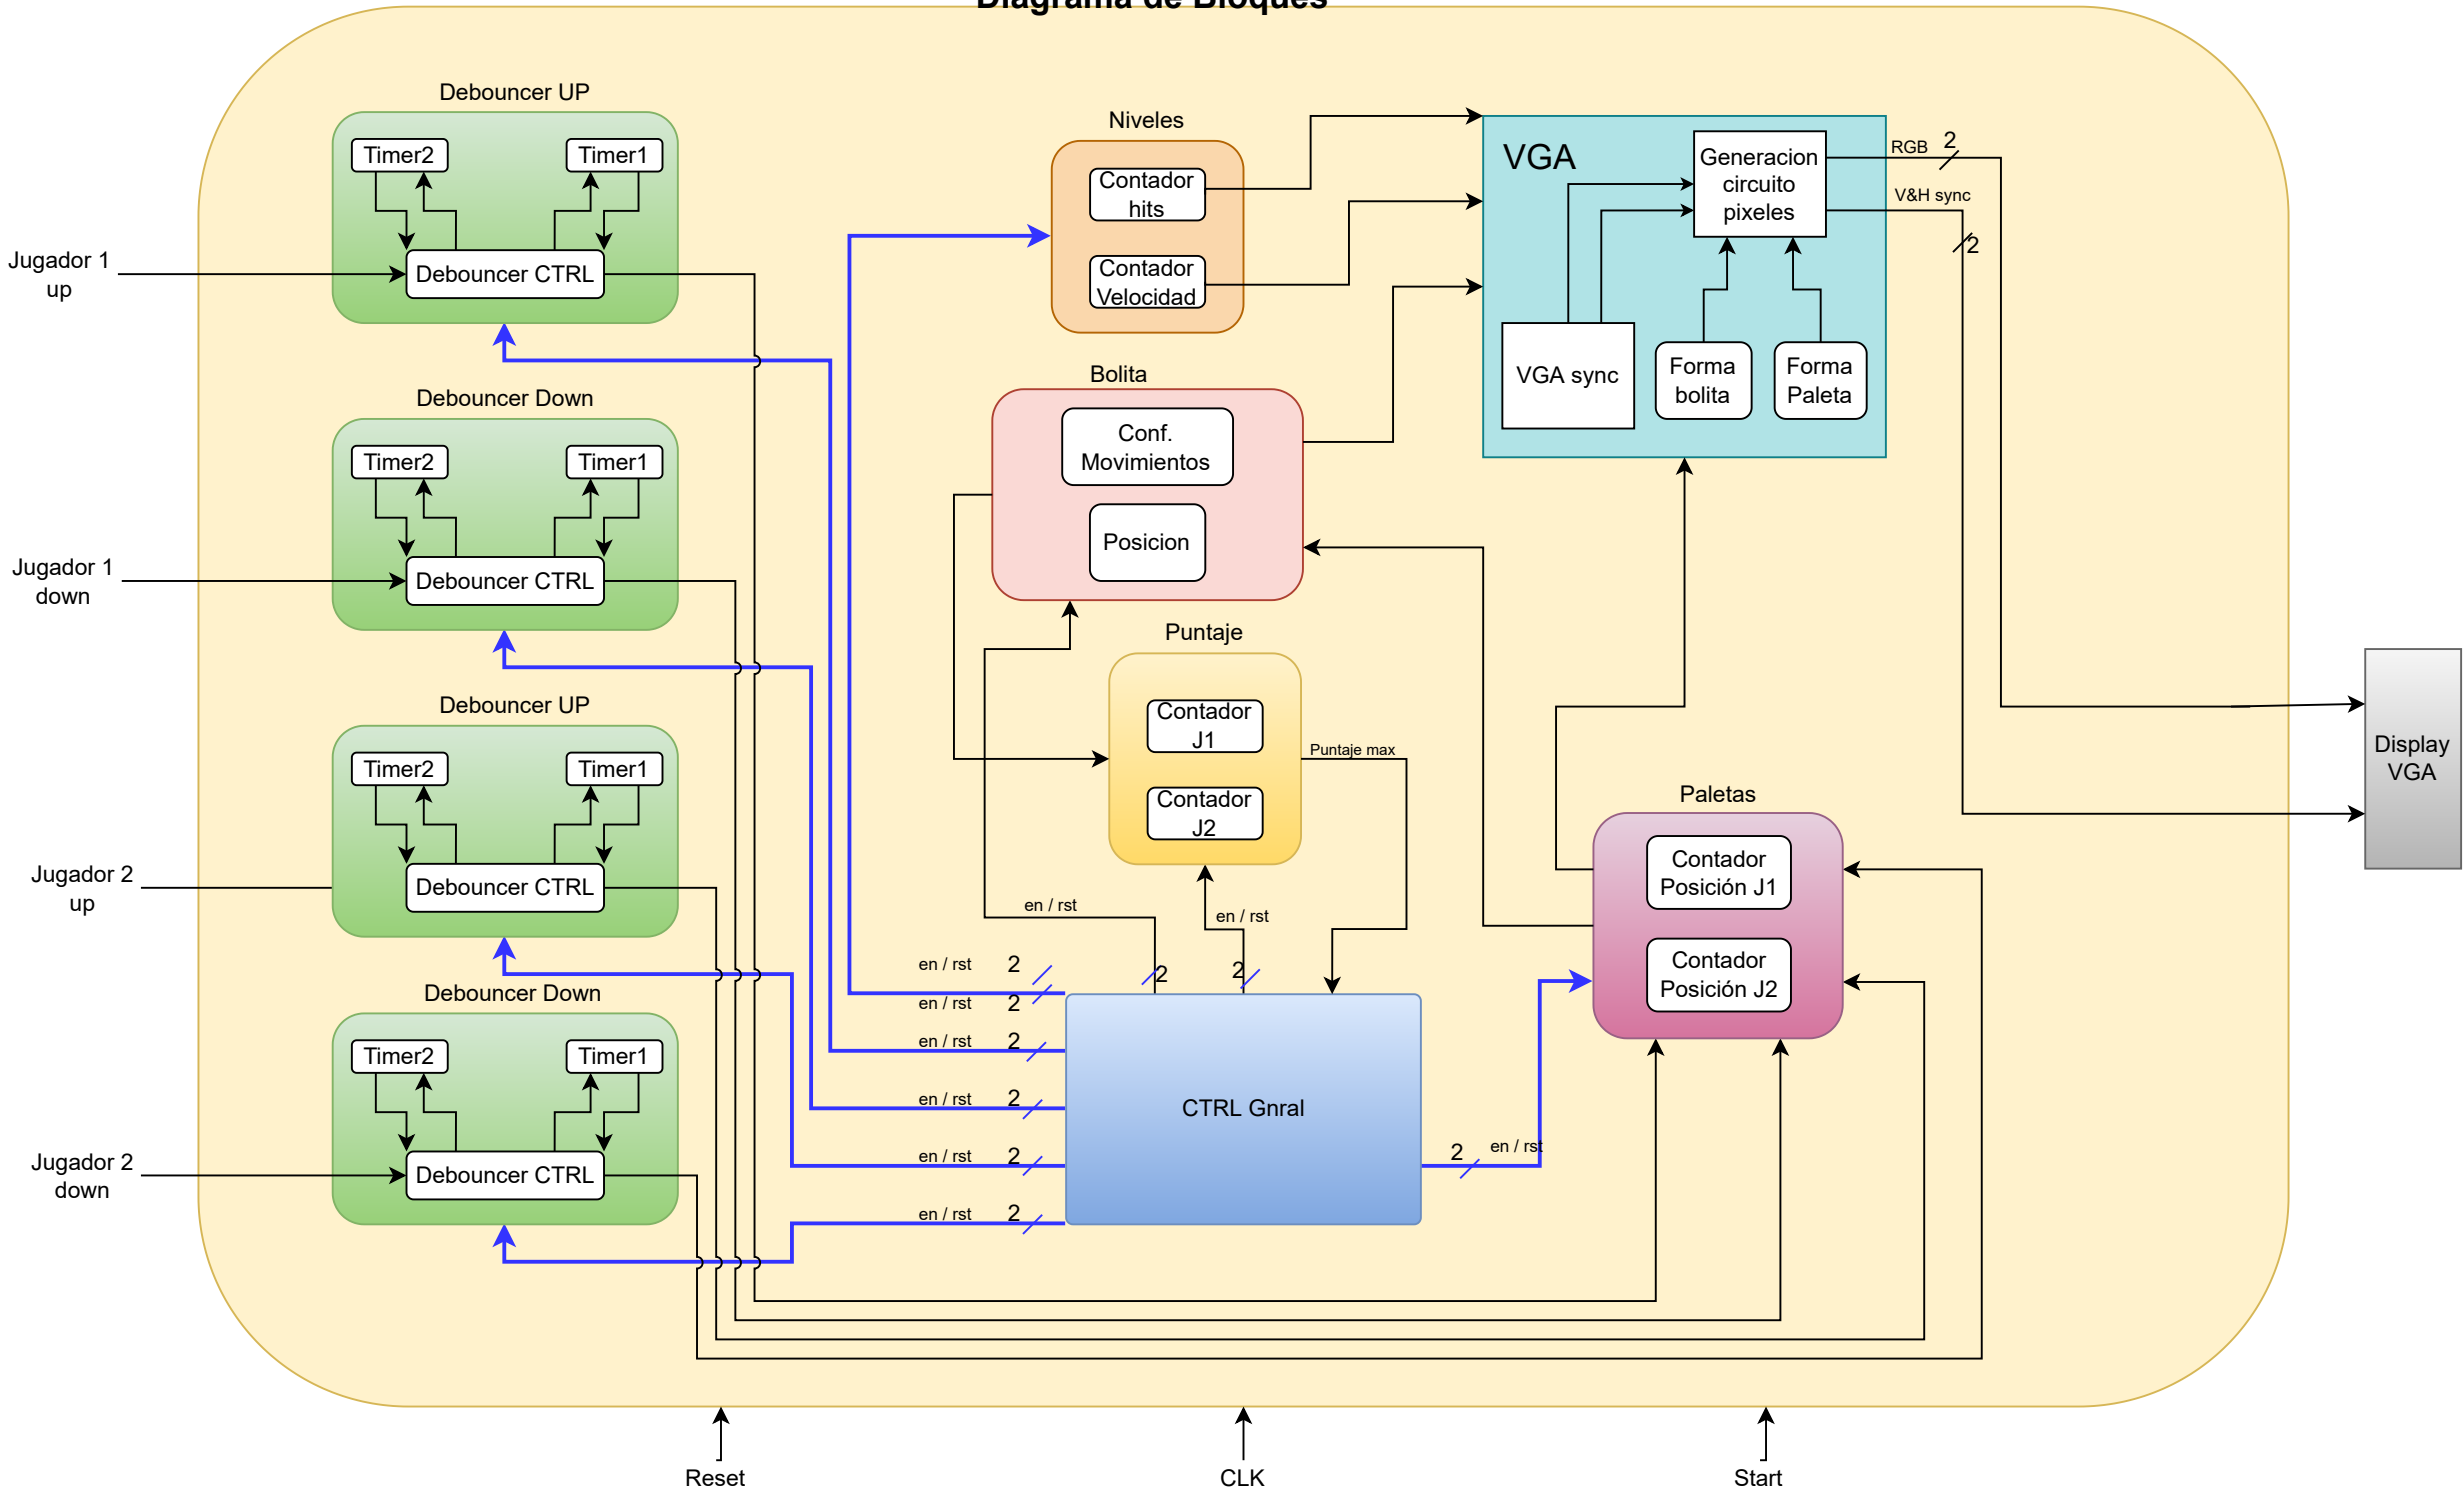 Diagrama de Bloques
Debouncer UP
Timer2
Timer1
Debouncer CTRL
Jugador 1
up
Debouncer Down
Timer2
Timer1
Debouncer CTRL
Jugador 1
down
Debouncer UP
Timer2
Timer1
Debouncer CTRL
Jugador 2
up
Debouncer Down
Timer2
Timer1
Debouncer CTRL
Jugador 2
down
Niveles
Contador
hits
Contador
Velocidad
Bolita
Conf.
Movimientos
Posicion
Puntaje
Contador
J1
Contador
J2
Puntaje max
en / rst
en / rst
2
2
en / rst 2
en / rst 2
en / rst 2
en / rst 2
en / rst 2
en / rst 2
CTRL Gnral
2 en / rst
VGA
Generacion
circuito
pixeles
VGA sync
Forma
bolita
Forma
Paleta
RGB 2
V&H sync
2
Paletas
Contador
Posición J1
Contador
Posición J2
Display
VGA
Reset
CLK
Start